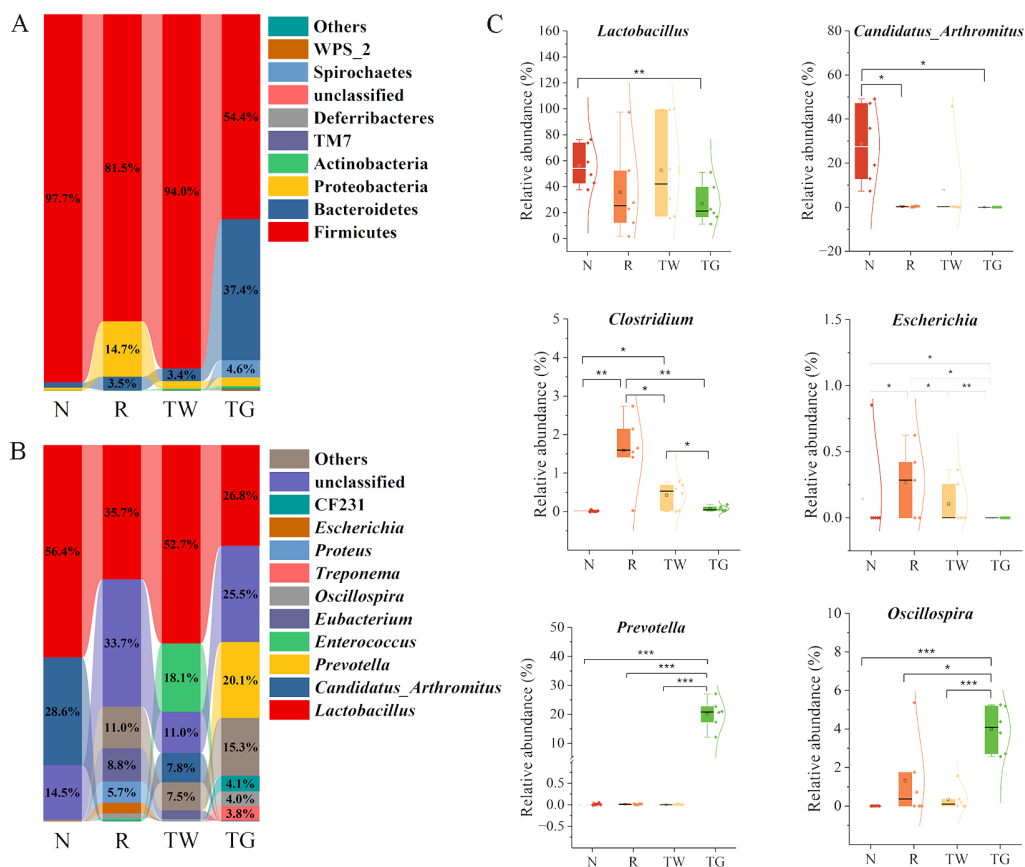 A
97.7%
81.5%
14.7%
3.5%
94.0%
3.4%
54.4%
37.4%
4.6%
N R TW TG
Others
WPS_2
Spirochaetes
unclassified
Deferribacteres
TM7
Actinobacteria
Proteobacteria
Bacteroidetes
Firmicutes
B
56.4%
28.6%
14.5%
35.7%
33.7%
11.0%
8.8%
5.7%
52.7%
18.1%
11.0%
7.8%
7.5%
26.8%
25.5%
20.1%
15.3%
4.1%
4.0%
3.8%
N R TW TG
Others
unclassified
CF231
Escherichia
Proteus
Treponema
Oscillospira
Eubacterium
Enterococcus
Prevotella
Candidatus_Arthromitus
Lactobacillus
C
Lactobacillus
Relative abundance (%)
160
140
120
100
80
60
40
20
0
**
N R TW TG
Candidatus_Arthromitus
Relative abundance (%)
80
60
40
20
0
−20
*
*
N R TW TG
Clostridium
Relative abundance (%)
5
4
3
2
1
0
*
** **
*
*
N R TW TG
Escherichia
Relative abundance (%)
1.5
1.0
0.5
0.0
*
*
* * **
N R TW TG
Prevotella
Relative abundance (%)
50
40
30
20
10
0.5
0.0
−0.5
***
***
***
N R TW TG
Oscillospira
Relative abundance (%)
8
6
4
2
0
***
*
***
N R TW TG